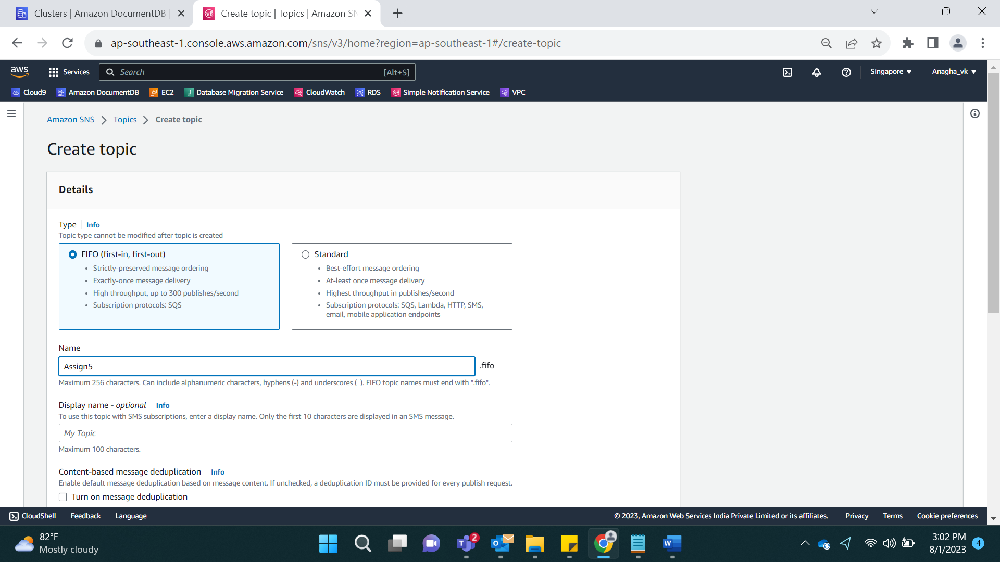 Clusters | Amazon DocumentDB
Create topic | Topics | Amazon SN
ap-southeast-1.console.aws.amazon.com/sns/v3/home?region=ap-southeast-1#/create-topic
aws
Services
Search
[Alt+S]
Singapore
Anagha_vk
Cloud9
Amazon DocumentDB
EC2
Database Migration Service
CloudWatch
RDS
Simple Notification Service
VPC
Amazon SNS
Topics
Create topic
Create topic
Details
Type
Info
Topic type cannot be modified after topic is created
FIFO (first-in, first-out)
• Strictly-preserved message ordering
• Exactly-once message delivery
• High throughput, up to 300 publishes/second
• Subscription protocols: SQS
Standard
• Best-effort message ordering
• At-least once message delivery
• Highest throughput in publishes/second
• Subscription protocols: SQS, Lambda, HTTP, SMS,
email, mobile application endpoints
Name
Assign5
.fifo
Maximum 256 characters. Can include alphanumeric characters, hyphens (-) and underscores (_). FIFO topic names must end with ".fifo".
Display name - optional
Info
To use this topic with SMS subscriptions, enter a display name. Only the first 10 characters are displayed in an SMS message.
My Topic
Maximum 100 characters.
Content-based message deduplication
Info
Enable default message deduplication based on message content. If unchecked, a deduplication ID must be provided for every publish request.
Turn on message deduplication
CloudShell
Feedback
Language
© 2023, Amazon Web Services India Private Limited or its affiliates.
Privacy
Terms
Cookie preferences
82°F
Mostly cloudy
2
3:02 PM
8/1/2023
4